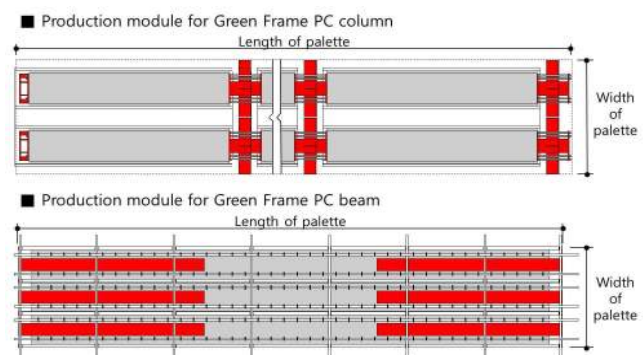 ■ Production module for Green Frame PC column
Length of palette
Width
of
palette
■ Production module for Green Frame PC beam
Length of palette
Width
of
palette